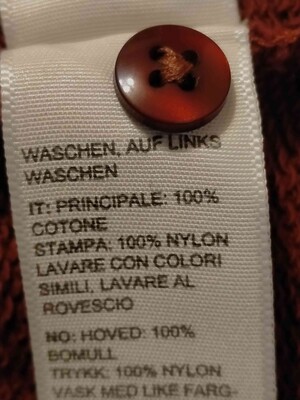 WASCHEN, AUF LINKS
WASCHEN
IT: PRINCIPALE: 100%
COTONE
STAMPA: 100% NYLON
LAVARE CON COLORI
SIMILI, LAVARE AL
ROVESCIO
NO: HOVED: 100%
BOMULL
TRYKK: 100% NYLON
VASK MED LIKE FARG-